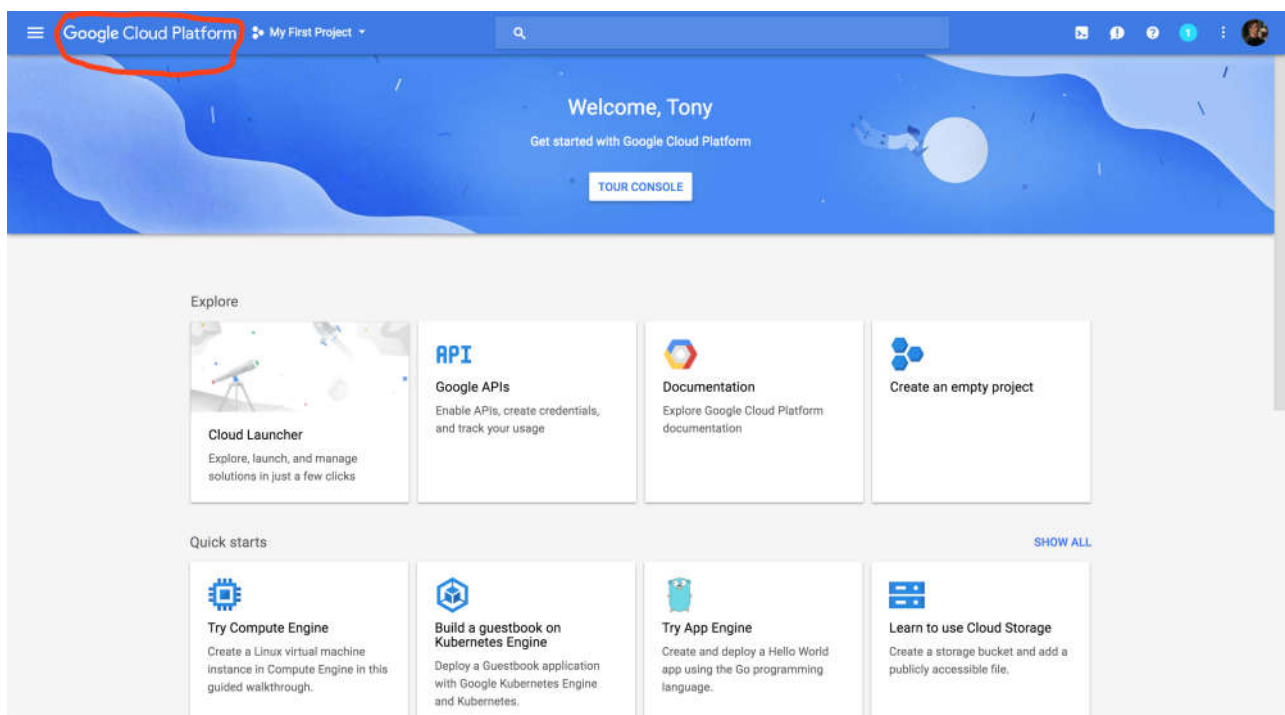 Google Cloud Platform My First Project
1
Welcome, Tony
Get started with Google Cloud Platform
TOUR CONSOLE
Explore
Cloud Launcher
Explore, launch, and manage
solutions in just a few clicks
API
Google APIs
Enable APIs, create credentials,
and track your usage
Documentation
Explore Google Cloud Platform
documentation
Create an empty project
Quick starts
SHOW ALL
Try Compute Engine
Create a Linux virtual machine
instance in Compute Engine in this
guided walkthrough.
Build a guestbook on
Kubernetes Engine
Deploy a Guestbook application
with Google Kubernetes Engine
and Kubernetes.
Try App Engine
Create and deploy a Hello World
app using the Go programming
language.
Learn to use Cloud Storage
Create a storage bucket and add a
publicly accessible file.